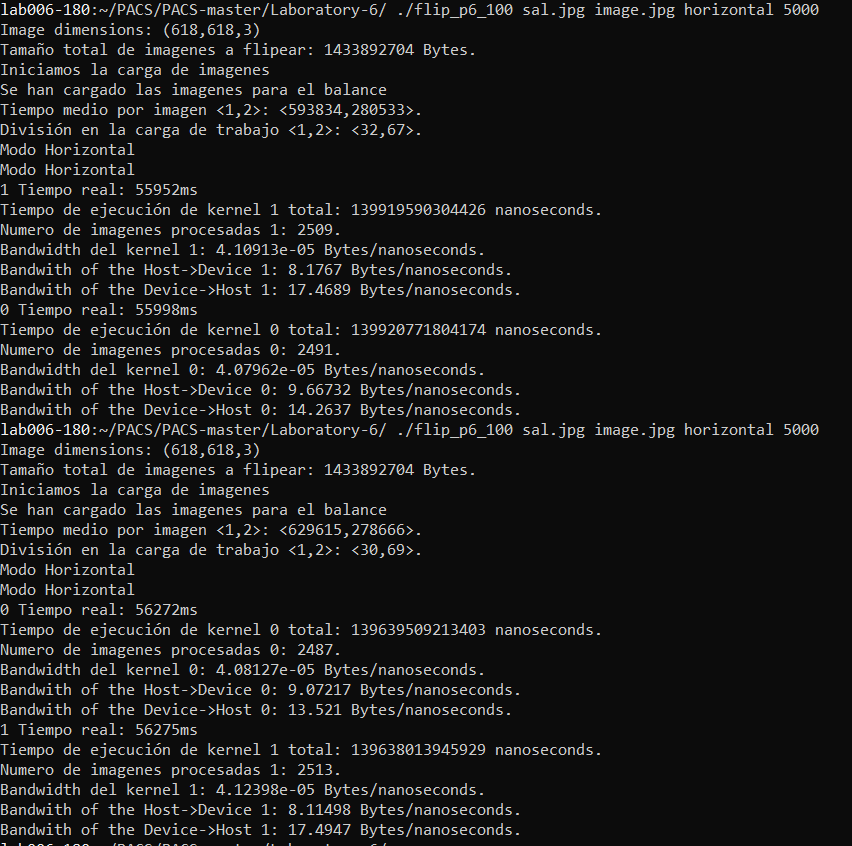 lab006-180:~/PACS/PACS-master/Laboratory-6/ ./flip_p6_100 sal.jpg image.jpg horizontal 5000
Image dimensions: (618,618,3)
Tamaño total de imagenes a flipear: 1433892704 Bytes.
Iniciamos la carga de imagenes
Se han cargado las imagenes para el balance
Tiempo medio por imagen <1,2>: <593834,280533>.
División en la carga de trabajo <1,2>: <32,67>.
Modo Horizontal
Modo Horizontal
1 Tiempo real: 55952ms
Tiempo de ejecución de kernel 1 total: 139919590304426 nanoseconds.
Numero de imagenes procesadas 1: 2509.
Bandwidth del kernel 1: 4.10913e-05 Bytes/nanoseconds.
Bandwith of the Host->Device 1: 8.1767 Bytes/nanoseconds.
Bandwith of the Device->Host 1: 17.4689 Bytes/nanoseconds.
0 Tiempo real: 55998ms
Tiempo de ejecución de kernel 0 total: 139920771804174 nanoseconds.
Numero de imagenes procesadas 0: 2491.
Bandwidth del kernel 0: 4.07962e-05 Bytes/nanoseconds.
Bandwith of the Host->Device 0: 9.66732 Bytes/nanoseconds.
Bandwith of the Device->Host 0: 14.2637 Bytes/nanoseconds.
lab006-180:~/PACS/PACS-master/Laboratory-6/ ./flip_p6_100 sal.jpg image.jpg horizontal 5000
Image dimensions: (618,618,3)
Tamaño total de imagenes a flipear: 1433892704 Bytes.
Iniciamos la carga de imagenes
Se han cargado las imagenes para el balance
Tiempo medio por imagen <1,2>: <629615,278666>.
División en la carga de trabajo <1,2>: <30,69>.
Modo Horizontal
Modo Horizontal
0 Tiempo real: 56272ms
Tiempo de ejecución de kernel 0 total: 139639509213403 nanoseconds.
Numero de imagenes procesadas 0: 2487.
Bandwidth del kernel 0: 4.08127e-05 Bytes/nanoseconds.
Bandwith of the Host->Device 0: 9.07217 Bytes/nanoseconds.
Bandwith of the Device->Host 0: 13.521 Bytes/nanoseconds.
1 Tiempo real: 56275ms
Tiempo de ejecución de kernel 1 total: 139638013945929 nanoseconds.
Numero de imagenes procesadas 1: 2513.
Bandwidth del kernel 1: 4.12398e-05 Bytes/nanoseconds.
Bandwith of the Host->Device 1: 8.11498 Bytes/nanoseconds.
Bandwith of the Device->Host 1: 17.4947 Bytes/nanoseconds.